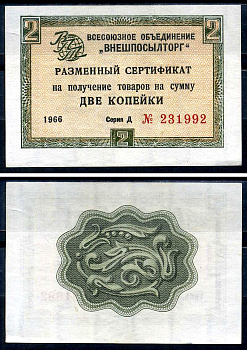 2
ВСЕСОЮЗНОЕ ОБЪЕДИНЕНИЕ
„ВНЕШПОСЫЛТОРГ"
РАЗМЕННЫЙ СЕРТИФИКАТ
на получение товаров на сумму
ДВЕ КОПЕЙКИ
1966 Серия Д № 231992
2